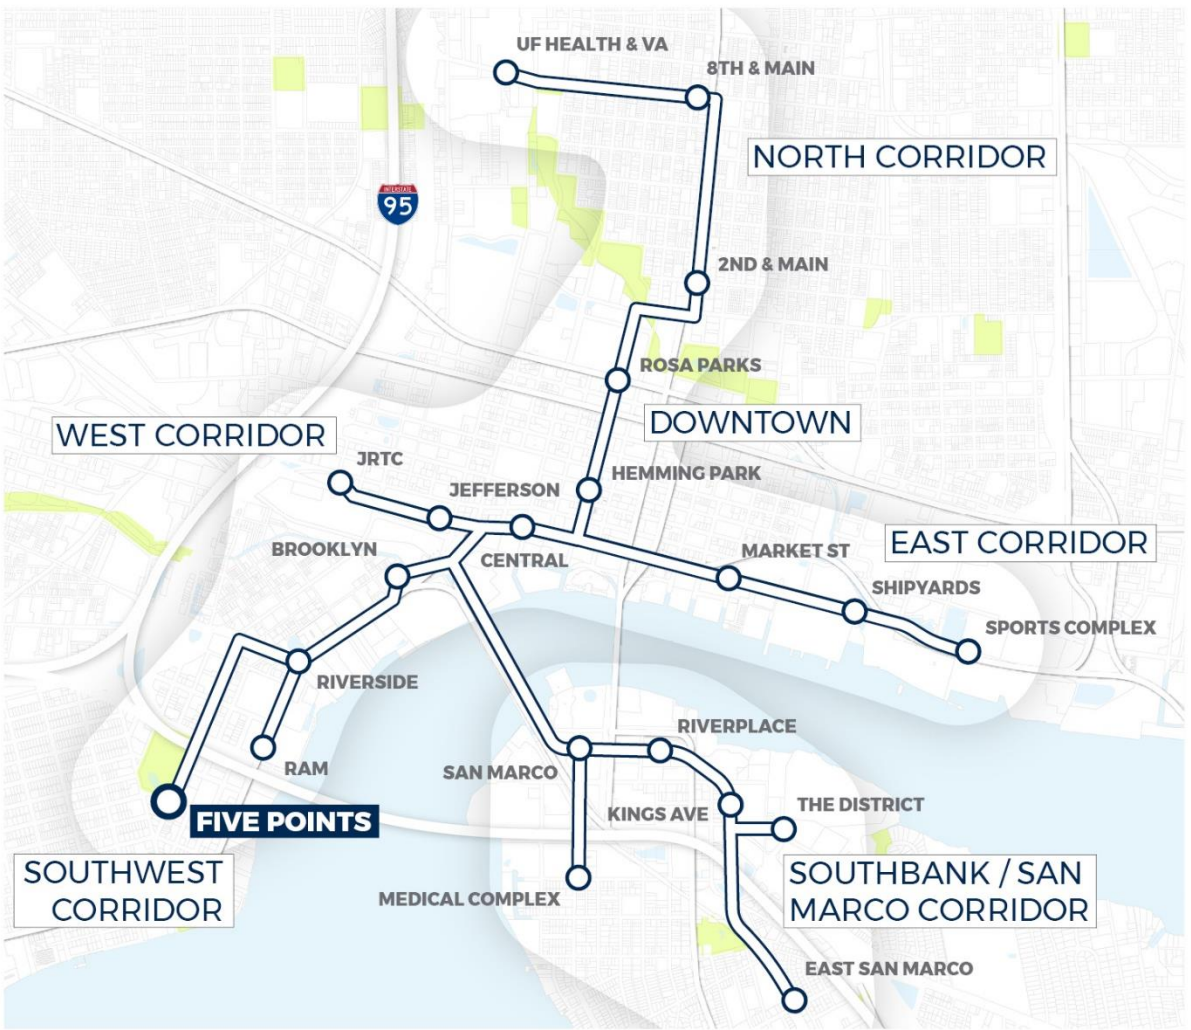 UF HEALTH & VA
8TH & MAIN
NORTH CORRIDOR
INTERSTATE
95
2ND & MAIN
ROSA PARKS
DOWNTOWN
WEST CORRIDOR
JRTC
HEMMING PARK
JEFFERSON
EAST CORRIDOR
BROOKLYN
CENTRAL
MARKET ST
SHIPYARDS
SPORTS COMPLEX
RIVERSIDE
RIVERPLACE
RAM
SAN MARCO
KINGS AVE
THE DISTRICT
FIVE POINTS
SOUTHWEST
CORRIDOR
MEDICAL COMPLEX
SOUTHBANK / SAN
MARCO CORRIDOR
EAST SAN MARCO